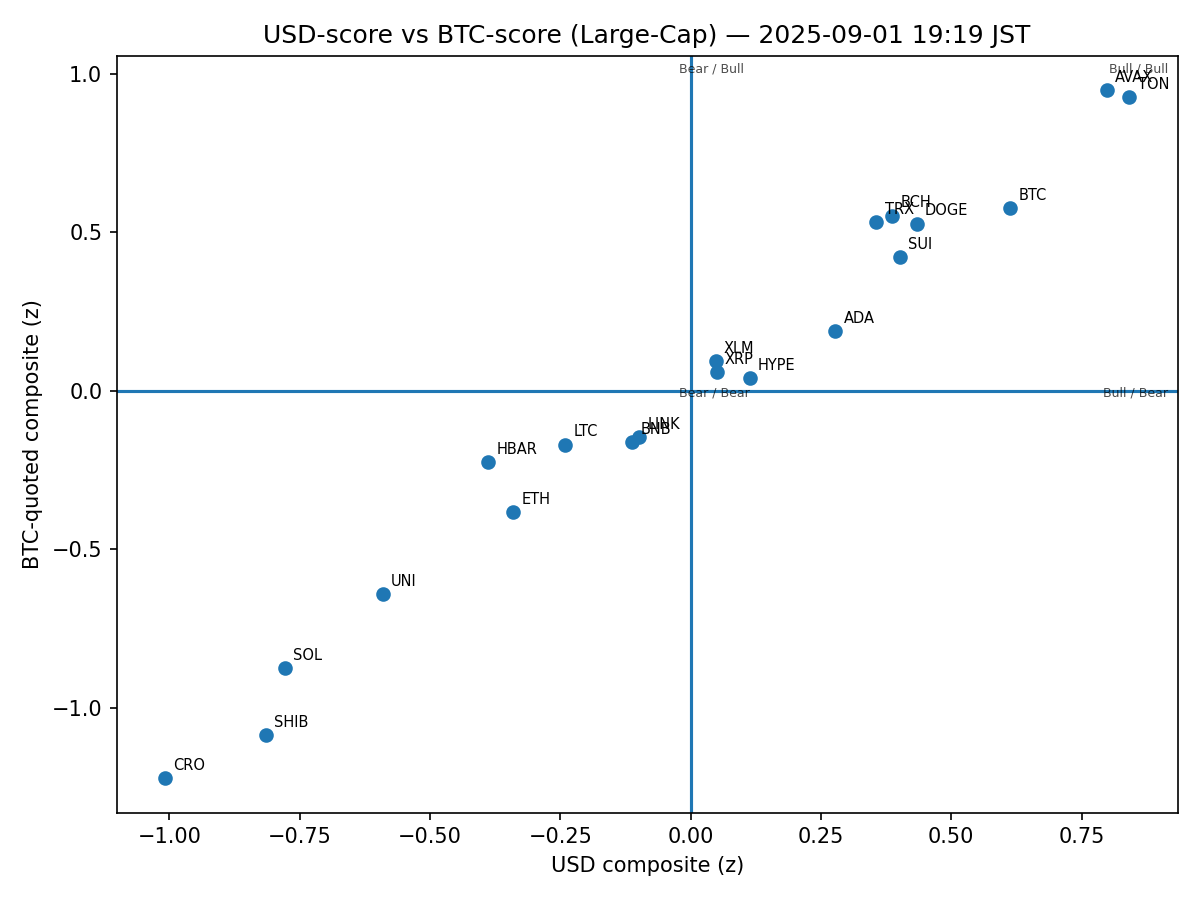 USD-score vs BTC-score (Large-Cap) — 2025-09-01 19:19 JST
Bear / Bull
Bull / Bull
AVAX
TON
BTC
BCH
TRX
DOGE
SUI
ADA
XLM
XRP
HYPE
Bear / Bear
Bull / Bear
LINK
BNB
LTC
HBAR
ETH
UNI
SOL
SHIB
CRO
1.0
0.5
0.0
−0.5
−1.0
BTC-quoted composite (z)
−1.00
−0.75
−0.50
−0.25
0.00
0.25
0.50
0.75
USD composite (z)